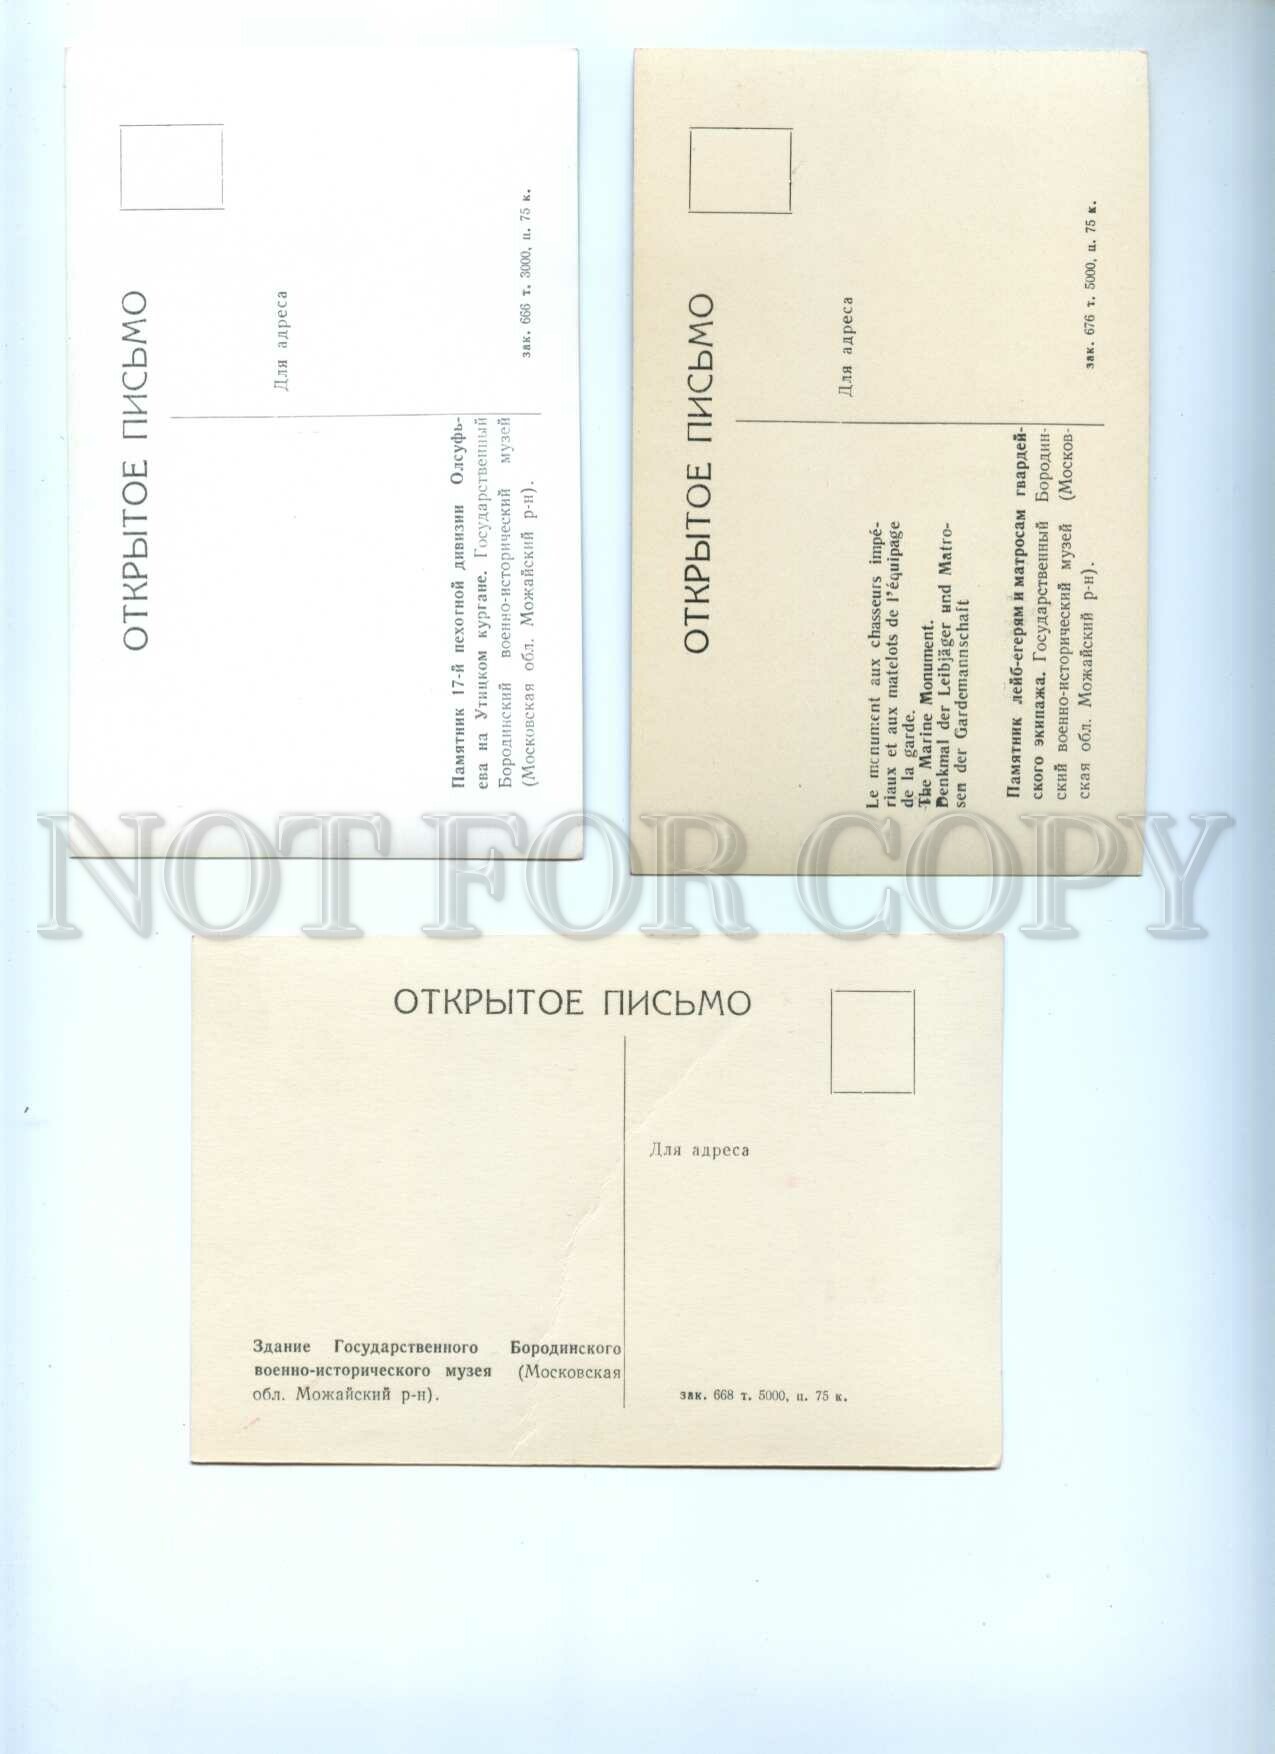 ОТКРЫТОЕ ПИСЬМО
Для адреса
Памятник 17-й пехотной дивизии Олсуфь-
ева на Утицком кургане. Государственный
Бородинский военно-исторический музей
(Московская обл. Можайский р-н).
зак. 666 т. 3000, ц. 75 к.
ОТКРЫТОЕ ПИСЬМО
Для адреса
Le monument aux chasseurs impé-
riaux et aux matelots de l'équipage
de la garde.
The Marine Monument.
Denkmal der Leibjäger und Matro-
sen der Gardemannschaft
Памятник лейб-егерям и матросам гвардей-
ского экипажа. Государственный Бородин-
ский военно-исторический музей (Москов-
ская обл. Можайский р-н).
зак. 676 т. 5000, ц. 75 к.
NOT FOR COPY
ОТКРЫТОЕ ПИСЬМО
Для адреса
Здание Государственного Бородинского
военно-исторического музея (Московская
обл. Можайский р-н).
зак. 668 т. 5000, ц. 75 к.